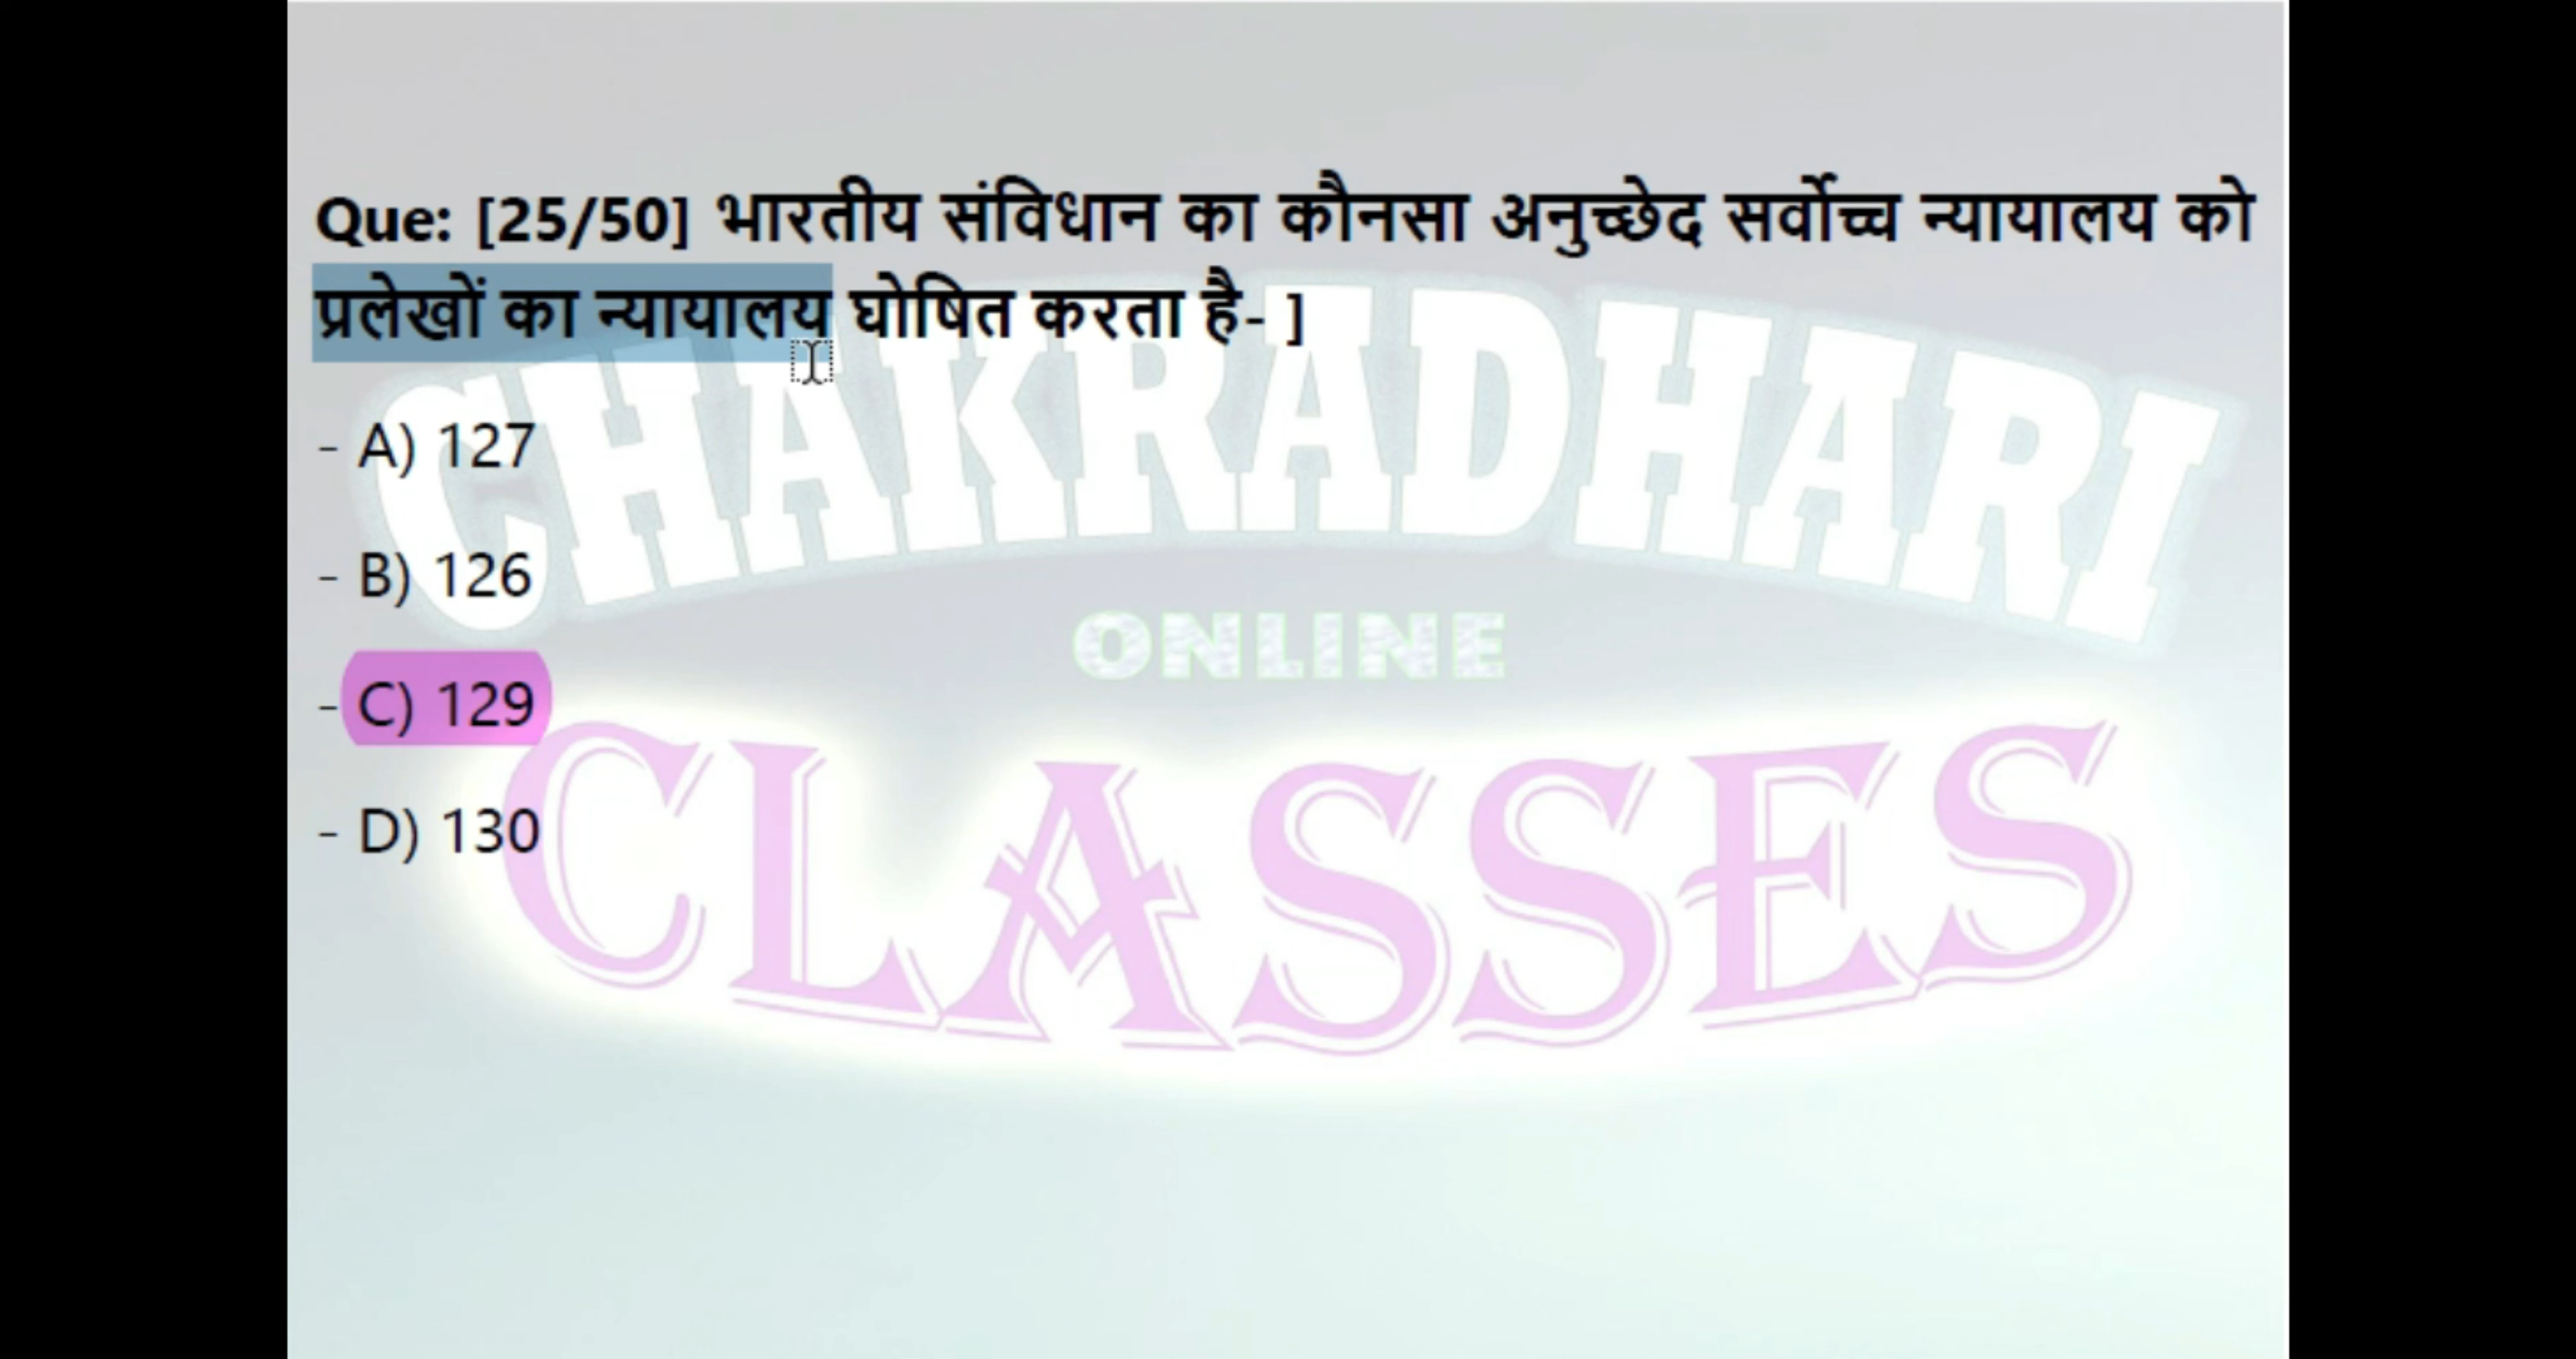 Que: [25/50] भारतीय संविधान का कौनसा अनुच्छेद सर्वोच्च न्यायालय को
प्रलेखों का न्यायालय घोषित करता है- ]
- A) 127
- B) 126
- C) 129
- D) 130
CHAKRADHARI
ONLINE
CLASSES